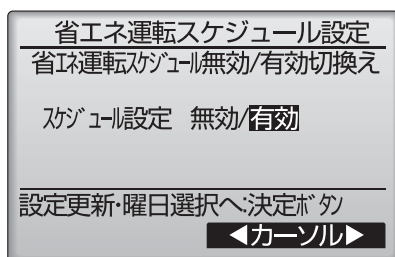 省エネ運転スケジュール設定
省ｴﾈ運転ｽｹｼﾞｭｰﾙ無効/有効切換え
ｽｹｼﾞｭｰﾙ設定 無効/有効
設定更新･曜日選択へ:決定ﾎﾞﾀﾝ
◀カーソル▶